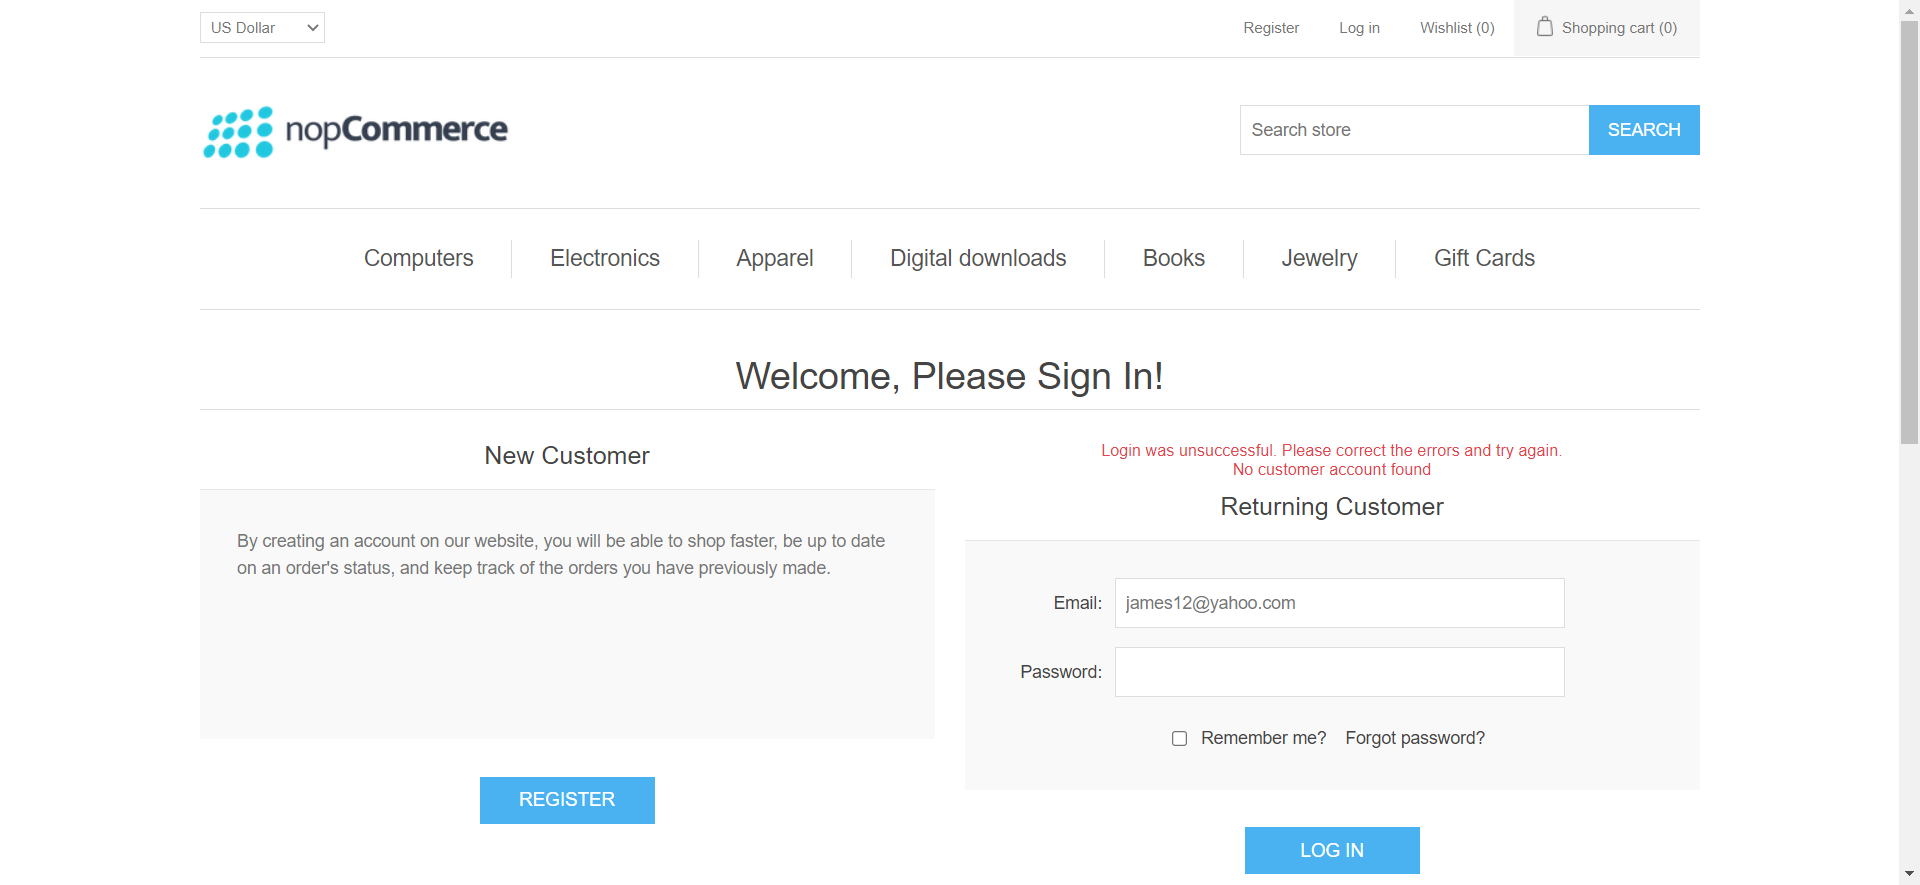 US Dollar
Register
Log in
Wishlist (0)
Shopping cart (0)
nopCommerce
Search store
SEARCH
Computers
Electronics
Apparel
Digital downloads
Books
Jewelry
Gift Cards
Welcome, Please Sign In!
New Customer
By creating an account on our website, you will be able to shop faster, be up to date
on an order's status, and keep track of the orders you have previously made.
REGISTER
Login was unsuccessful. Please correct the errors and try again.
No customer account found
Returning Customer
Email:
james12@yahoo.com
Password:
Remember me?
Forgot password?
LOG IN